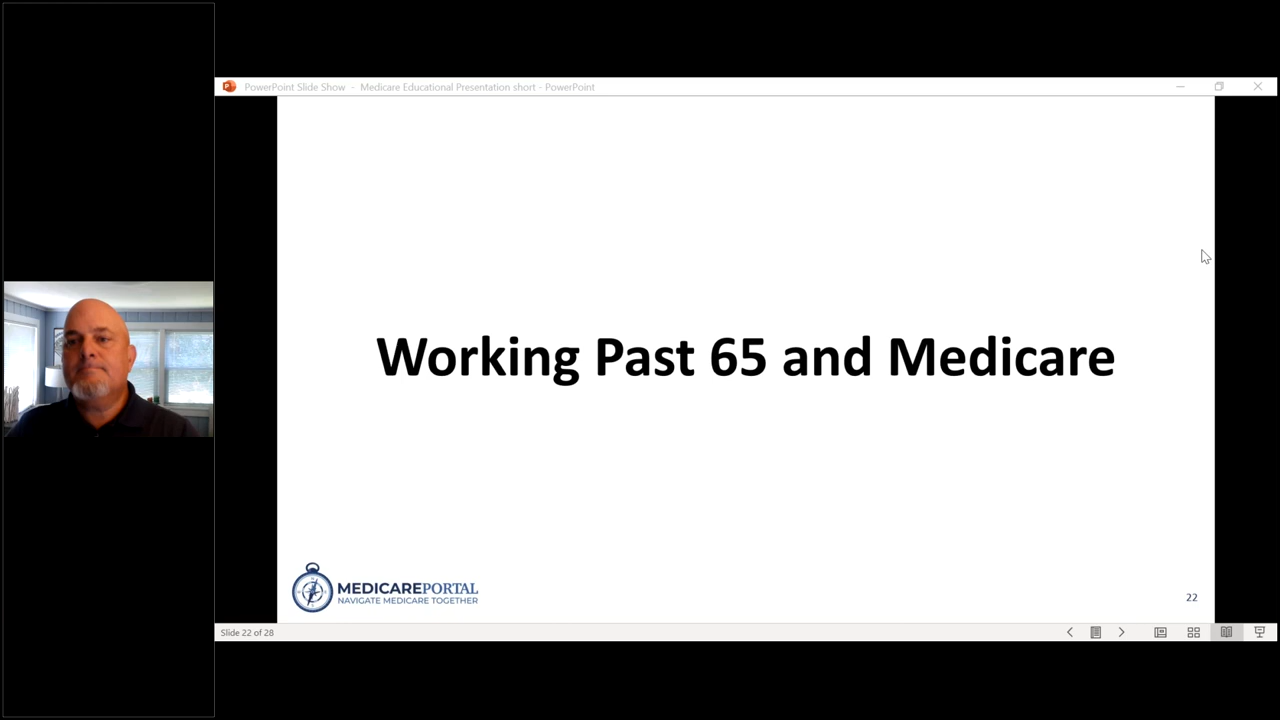 PowerPoint Slide Show - Medicare Educational Presentation short - PowerPoint
Working Past 65 and Medicare
MEDICAREPORTAL
NAVIGATE MEDICARE TOGETHER
22
Slide 22 of 28